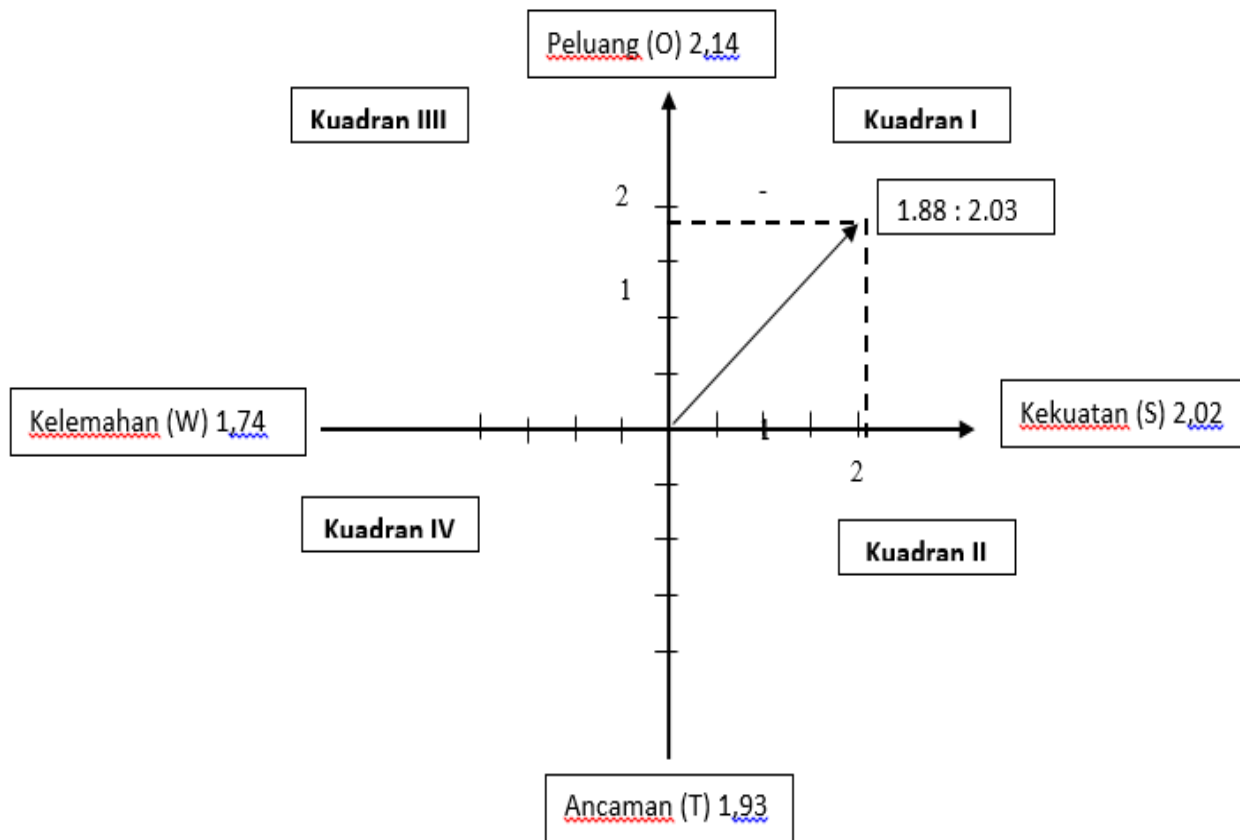 Peluang (O) 2,14
Kuadran IIII
Kuadran I
2
-
1.88 : 2.03
1
Kelemahan (W) 1,74
1
Kekuatan (S) 2,02
2
Kuadran IV
Kuadran II
Ancaman (T) 1,93